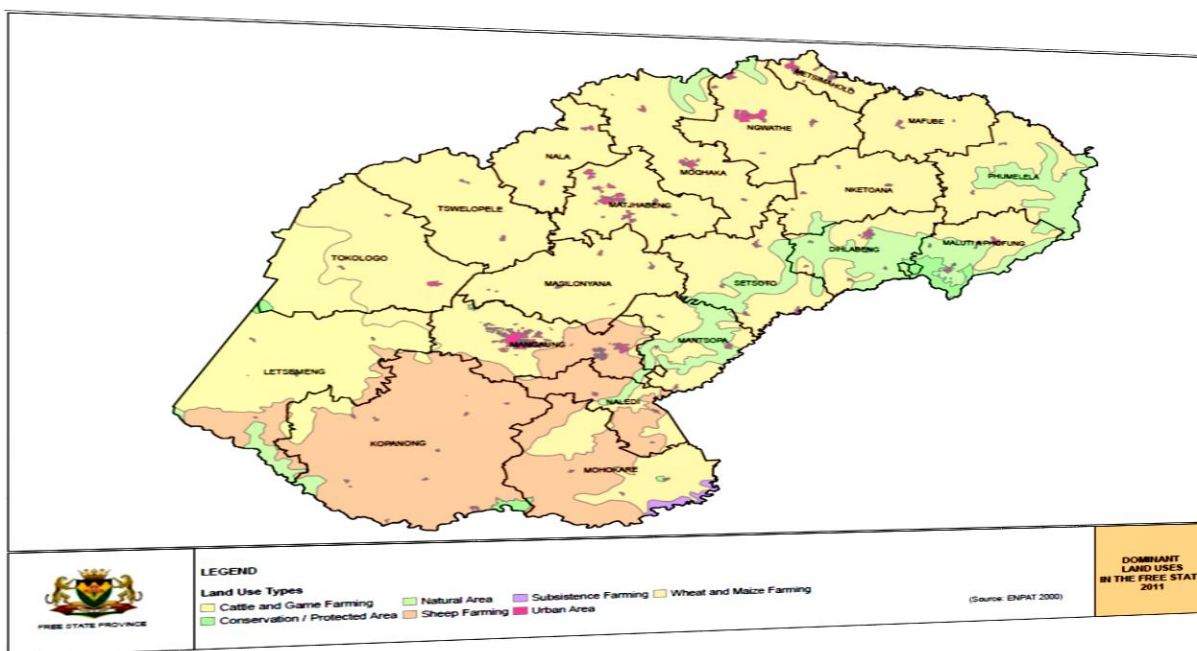 METSIMAHOLO
NGWATHE
MAFUBE
NALA
MOQHAKA
PHUMELELA
NKETOANA
MATJHABENG
TSWELOPELE
DIHLABENG
MALUTI A PHOFUNG
TOKOLOGO
MASILONYANA
SETSOTO
MANGAUNG
MANTSOPA
LETSEMENG
NALEDI
KOPANONG
MOHOKARE
FREE STATE PROVINCE
LEGEND
Land Use Types
Cattle and Game Farming
Natural Area
Subsistence Farming
Wheat and Maize Farming
Conservation / Protected Area
Sheep Farming
Urban Area
(Source: ENPAT 2000)
DOMINANT
LAND USES
IN THE FREE STAT
2011